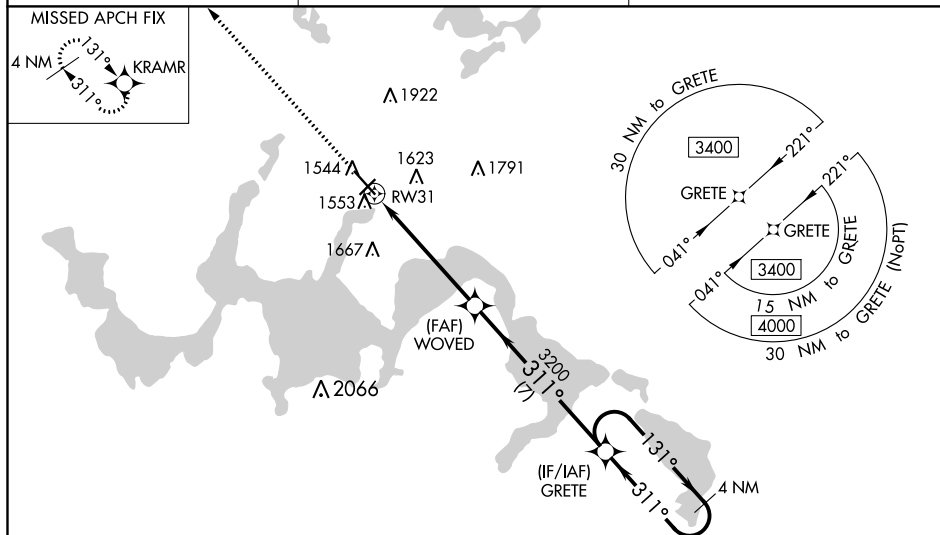 MISSED APCH FIX
4 NM
131°
311°
KRAMR
1922
1544
1623
1791
1553
RW31
1667
(FAF)
WOVED
2066
3200
311°
(7)
(IF/IAF)
GRETE
131°
311°
4 NM
30 NM to GRETE
3400
221°
GRETE
041°
221°
GRETE
041°
3400
15 NM to GRETE
4000
30 NM to GRETE (NoPT)